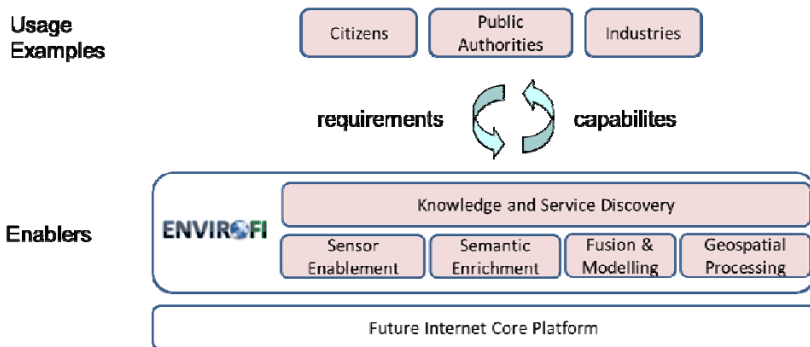 Usage
Examples
Citizens
Public
Authorities
Industries
requirements
capabilites
Enablers
ENVIROFI
Knowledge and Service Discovery
Sensor
Enablement
Semantic
Enrichment
Fusion &
Modelling
Geospatial
Processing
Future Internet Core Platform